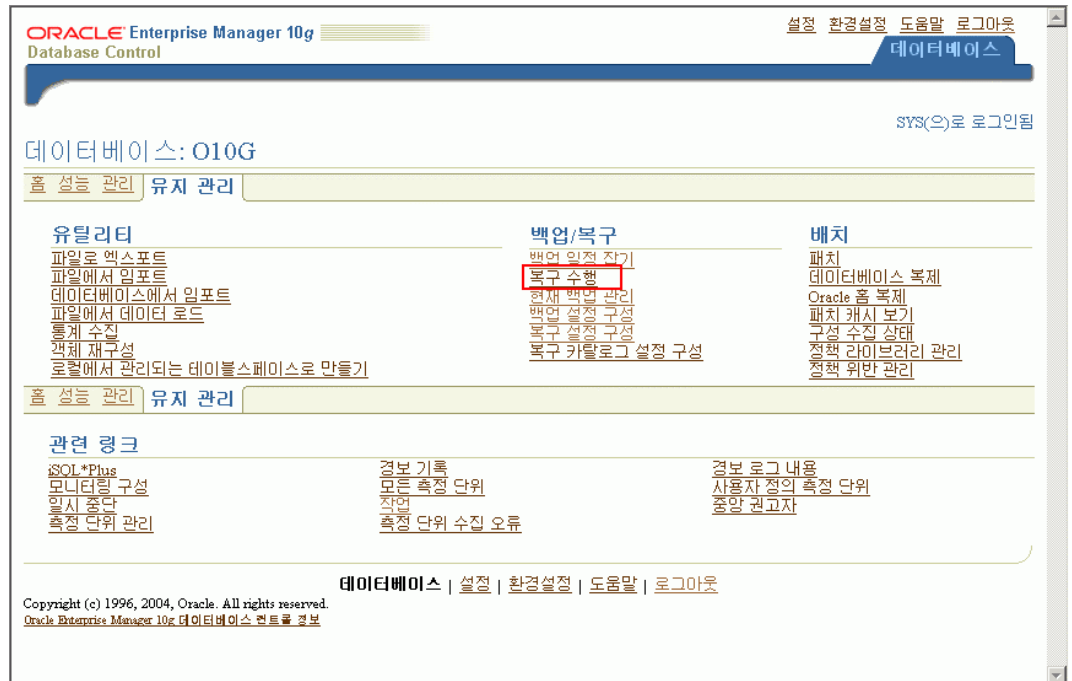 ORACLE Enterprise Manager 10g
Database Control
설정 환경설정 도움말 로그아웃
데이터베이스
SYS(으)로 로그인됨
데이터베이스: O10G
홈 성능 관리 유지 관리
유틸리티
파일로 엑스포트
파일에서 임포트
데이터베이스에서 임포트
파일에서 데이터 로드
통계 수집
객체 재구성
로컬에서 관리되는 테이블스페이스로 만들기
백업/복구
백업 일정 잡기
복구 수행
현재 백업 관리
백업 설정 구성
복구 설정 구성
복구 카탈로그 설정 구성
배치
패치
데이터베이스 복제
Oracle 홈 복제
패치 캐시 보기
구성 수집 상태
정책 라이브러리 관리
정책 위반 관리
홈 성능 관리 유지 관리
관련 링크
iSQL*Plus
모니터링 구성
일시 중단
측정 단위 관리
경보 기록
모든 측정 단위
작업
측정 단위 수집 오류
경보 로그 내용
사용자 정의 측정 단위
중앙 권고자
데이터베이스 | 설정 | 환경설정 | 도움말 | 로그아웃
Copyright (c) 1996, 2004, Oracle. All rights reserved.
Oracle Enterprise Manager 10g 데이터베이스 컨트롤 정보